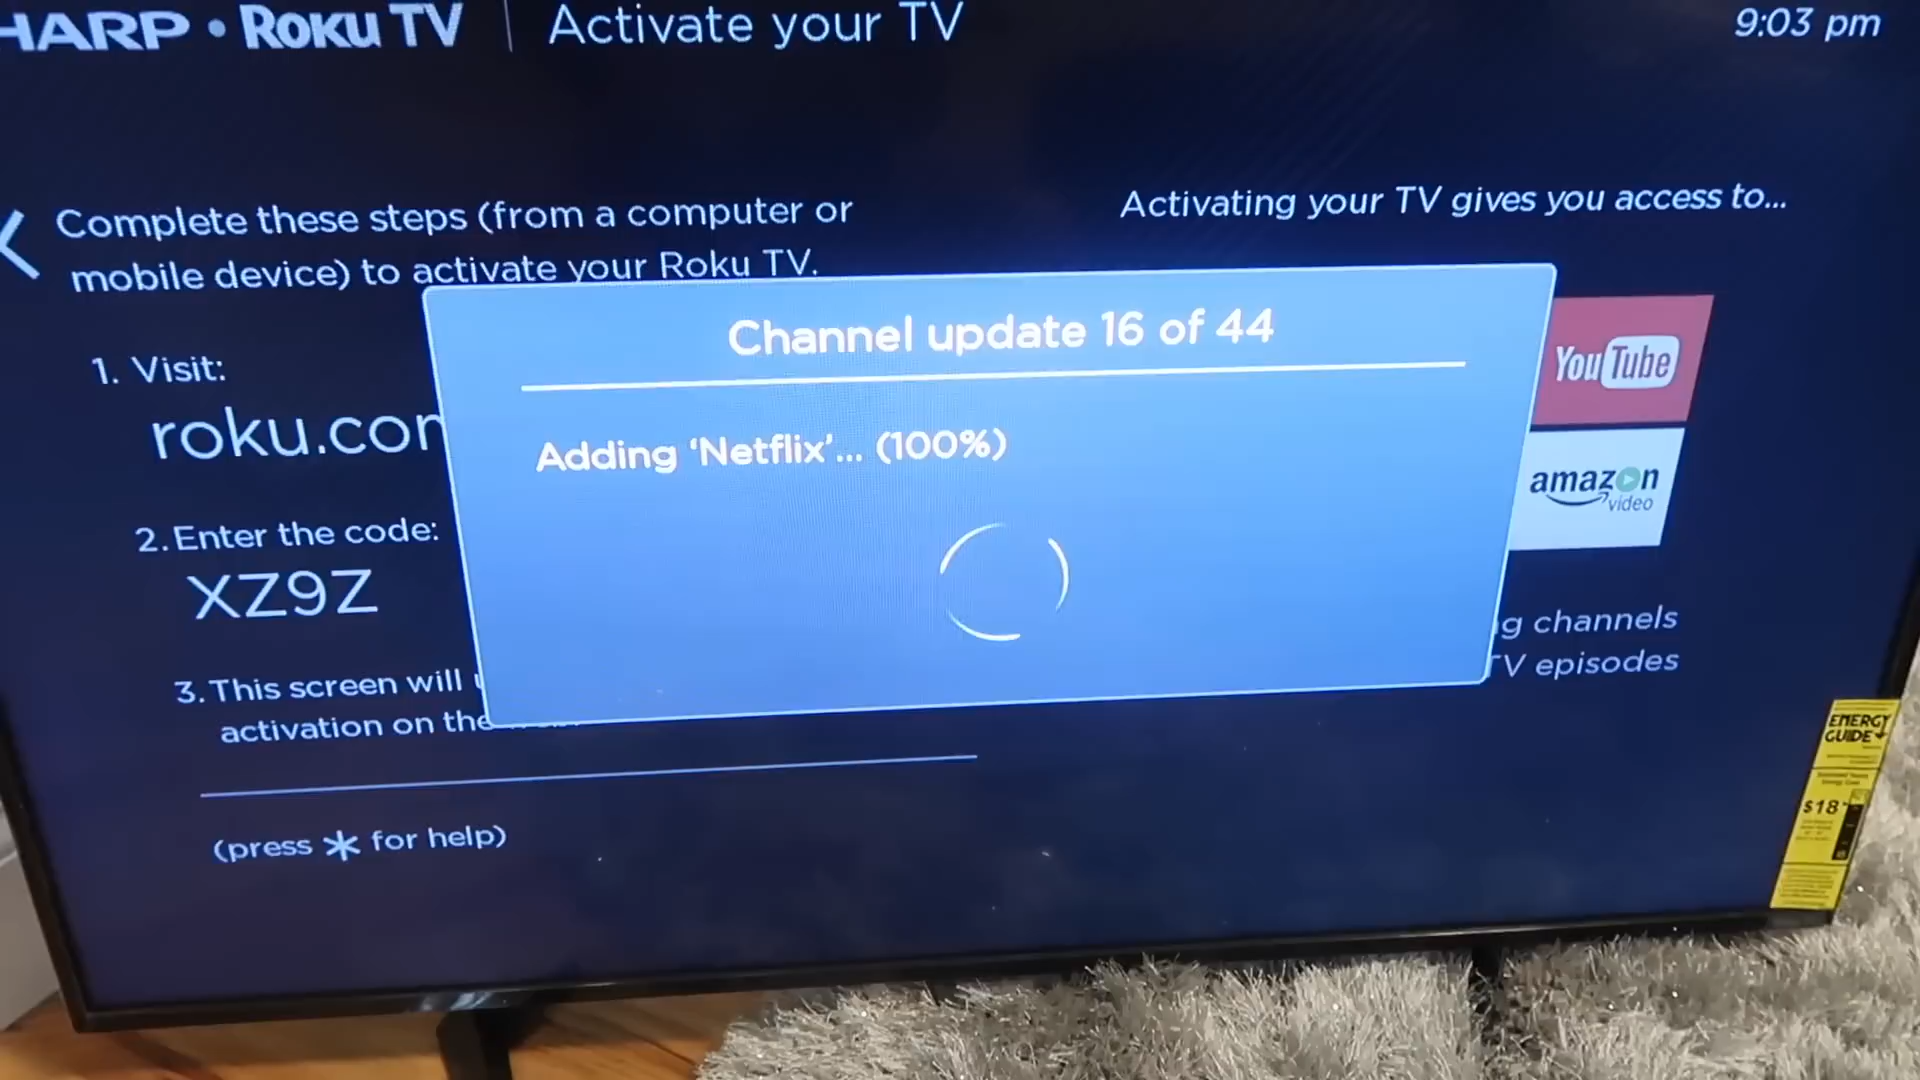 HARP • ROKU TV | Activate your TV
9:03 pm
Complete these steps (from a computer or
mobile device) to activate your Roku TV.
Activating your TV gives you access to...
Channel update 16 of 44
Adding 'Netflix'... (100%)
YouTube
amazon
video
1. Visit:
roku.com
2. Enter the code:
XZ9Z
3. This screen will
activation on the
g channels
TV episodes
(press * for help)
ENERGY
GUIDE
$18